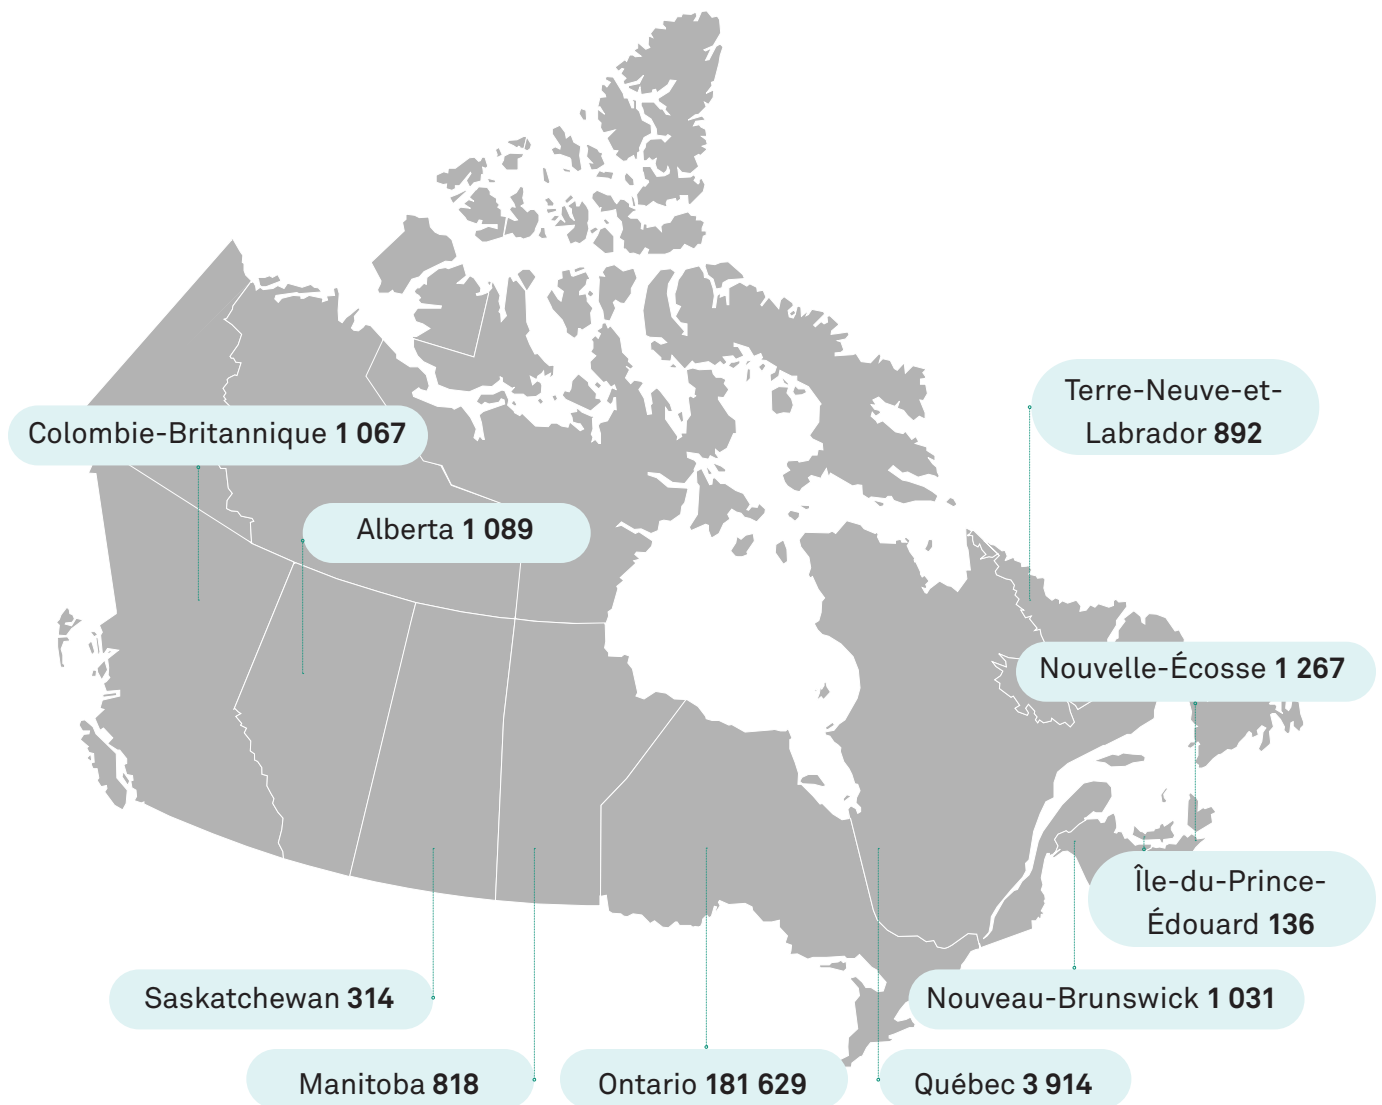 Terre-Neuve-et-
Labrador 892
Colombie-Britannique 1 067
Alberta 1 089
Nouvelle-Écosse 1 267
Île-du-Prince-
Édouard 136
Saskatchewan 314
Nouveau-Brunswick 1 031
Manitoba 818
Ontario 181 629
Québec 3 914